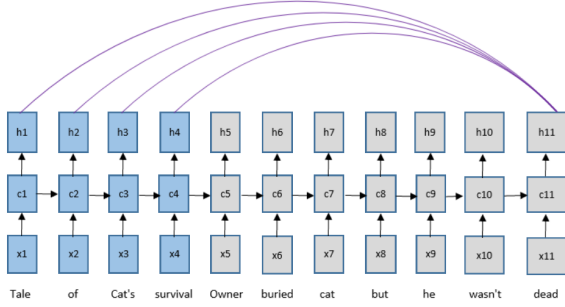 h1 h2 h3 h4 h5 h6 h7 h8 h9 h10 h11
c1 c2 c3 c4 c5 c6 c7 c8 c9 c10 c11
x1 x2 x3 x4 x5 x6 x7 x8 x9 x10 x11
Tale of Cat's survival Owner buried cat but he wasn't dead